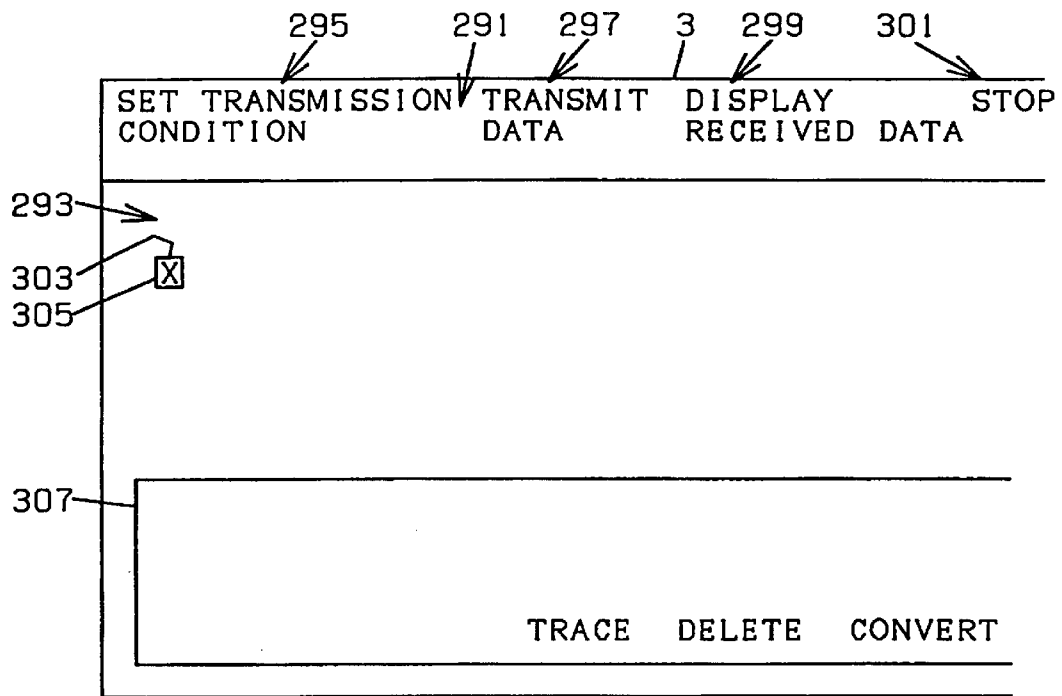 295 291 297 3 299 301
SET TRANSMISSION TRANSMIT DISPLAY STOP
CONDITION DATA RECEIVED DATA
293
303
X
305
307
TRACE DELETE CONVERT